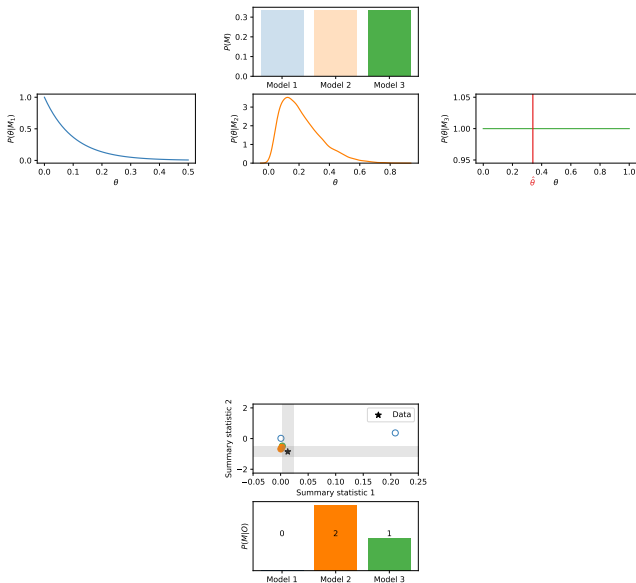 P(M)
0.3
0.2
0.1
0.0
Model 1 Model 2 Model 3
P(θ|M₁)
1.0
0.5
0.0
0.0 0.1 0.2 0.3 0.4 0.5
θ
P(θ|M₂)
3
2
1
0
0.0 0.2 0.4 0.6 0.8
θ
P(θ|M₃)
1.05
1.00
0.95
0.0 0.2 0.4 0.6 0.8 1.0
θ̂ θ
Summary statistic 2
2
0
−2
Data
−0.05 0.00 0.05 0.10 0.15 0.20 0.25
Summary statistic 1
P(M|O)
0 2 1
Model 1 Model 2 Model 3